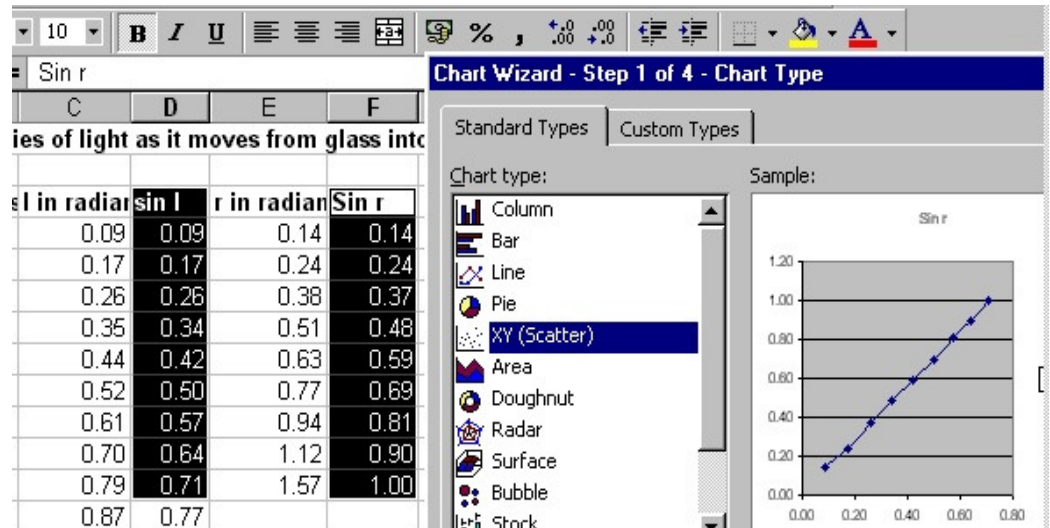 10 B I U % , .0 .00 .00 .0 A
= Sin r
C D E F
ies of light as it moves from glass into
I in radian sin I r in radian Sin r
0.09 0.09 0.14 0.14
0.17 0.17 0.24 0.24
0.26 0.26 0.38 0.37
0.35 0.34 0.51 0.48
0.44 0.42 0.63 0.59
0.52 0.50 0.77 0.69
0.61 0.57 0.94 0.81
0.70 0.64 1.12 0.90
0.79 0.71 1.57 1.00
0.87 0.77
Chart Wizard - Step 1 of 4 - Chart Type
Standard Types Custom Types
Chart type:
Column
Bar
Line
Pie
XY (Scatter)
Area
Doughnut
Radar
Surface
Bubble
Stock
Sample:
Sin r
1.20
1.00
0.80
0.60
0.40
0.20
0.00
0.00 0.20 0.40 0.60 0.80